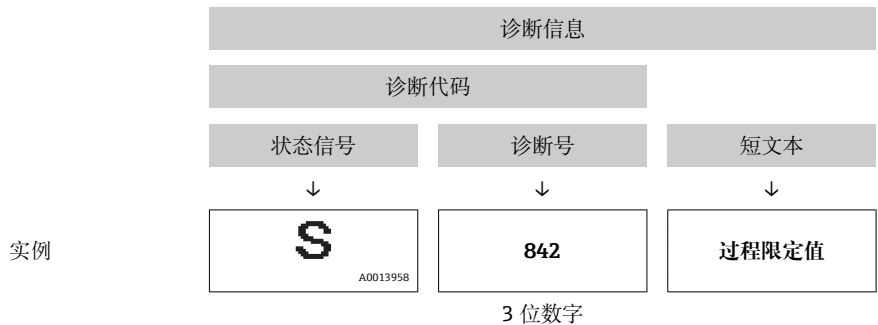 诊断信息
诊断代码
状态信号 诊断号 短文本
↓ ↓ ↓
实例 S 842 过程限定值
A0013958
3 位数字